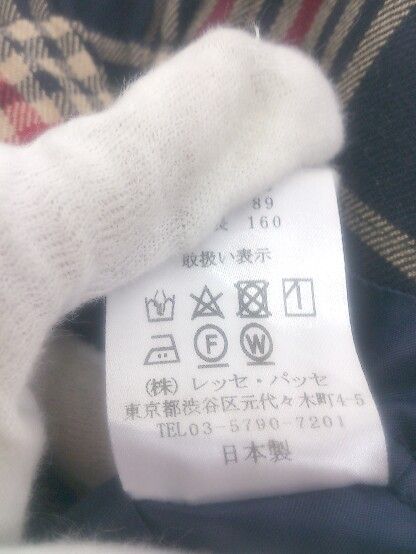 89
160
取扱い表示
F W
(株) レッセ・パッセ
東京都渋谷区元代々木町4-5
TEL03-5790-7201
日本製